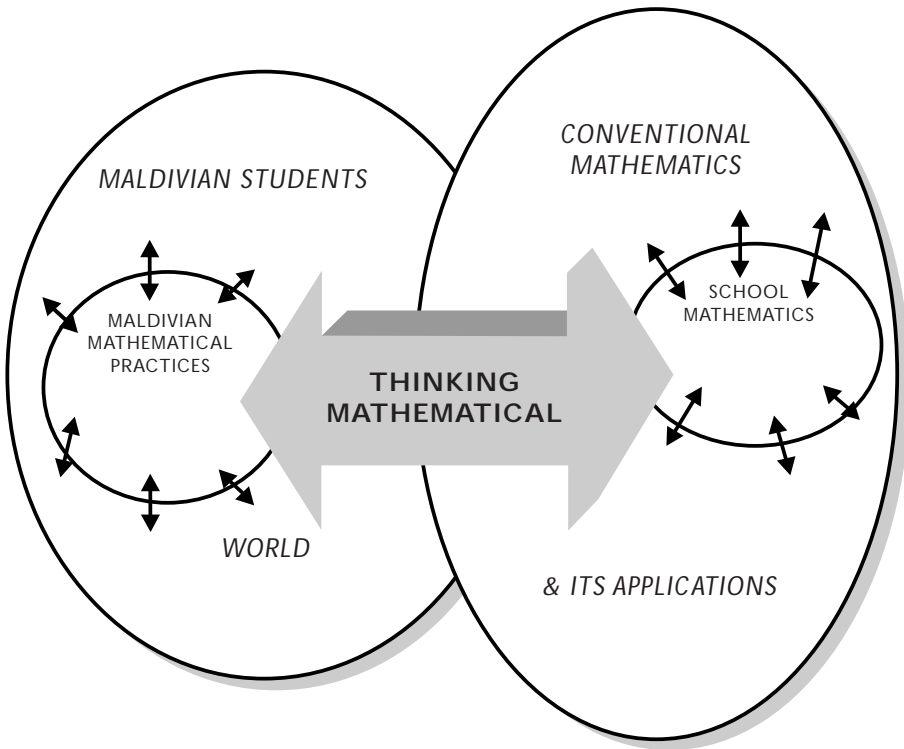 MALDIVIAN STUDENTS
MALDIVIAN
MATHEMATICAL
PRACTICES
WORLD
THINKING
MATHEMATICAL
CONVENTIONAL
MATHEMATICS
SCHOOL
MATHEMATICS
& ITS APPLICATIONS